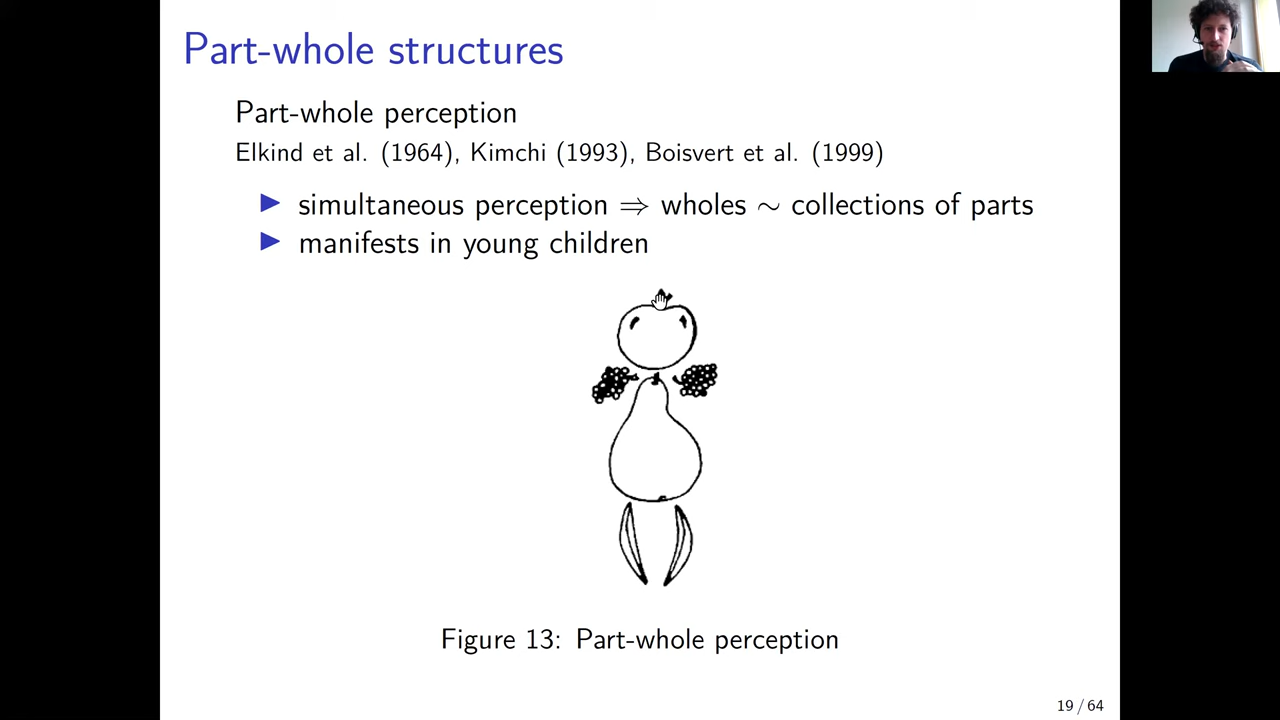 Part-whole structures
Part-whole perception
Elkind et al. (1964), Kimchi (1993), Boisvert et al. (1999)
▶ simultaneous perception ⇒ wholes ∼ collections of parts
▶ manifests in young children
Figure 13: Part-whole perception
19 / 64